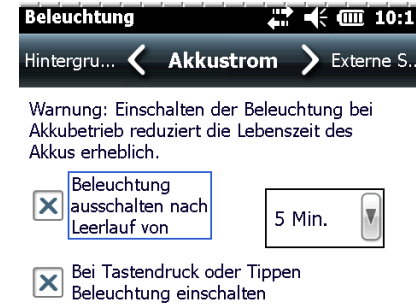 Beleuchtung 10:1
Hintergru... Akkustrom Externe S..
Warnung: Einschalten der Beleuchtung bei
Akkubetrieb reduziert die Lebenszeit des
Akkus erheblich.
Beleuchtung
ausschalten nach
Leerlauf von
5 Min.
Bei Tastendruck oder Tippen
Beleuchtung einschalten